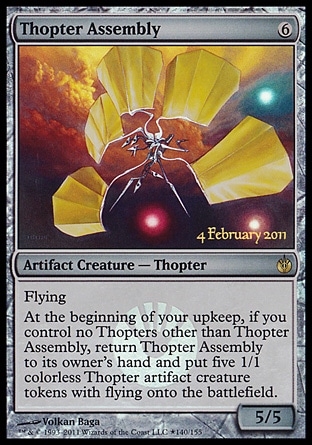 Thopter Assembly 6
4 February 2011
Artifact Creature — Thopter
Flying
At the beginning of your upkeep, if you
control no Thopters other than Thopter
Assembly, return Thopter Assembly
to its owner's hand and put five 1/1
colorless Thopter artifact creature
tokens with flying onto the battlefield.
Volkan Baga
™ & © 1993–2011 Wizards of the Coast LLC ★140/155
5/5